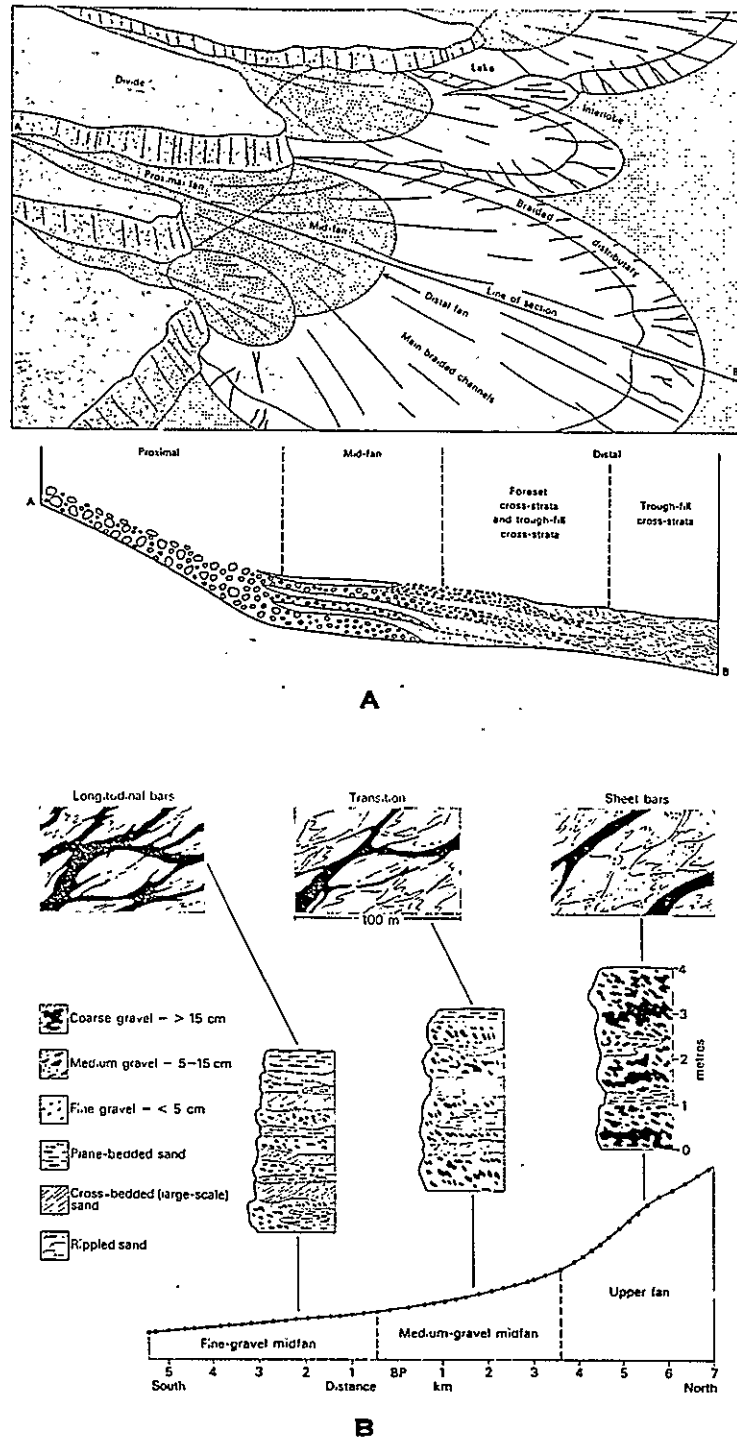 Divide
Lake
Interlobe
A
Proximal fan
Mid-fan
Braided
distributary
Line of section
Distal fan
Main braided channels
B
Proximal
Mid-fan
Distal
A
Foreset
cross-strata
and trough-fill
cross-strata
Trough-fill
cross-strata
B
A
Longitudinal bars
Transition
Sheet bars
100 m
Coarse gravel – > 15 cm
Medium gravel – 5–15 cm
Fine gravel – < 5 cm
Plane-bedded sand
Cross-bedded (large-scale)
sand
Rippled sand
4
3
2
1
0
metres
Upper fan
Medium-gravel midfan
Fine-gravel midfan
5 4 3 2 1 BP 1 2 3 4 5 6 7
South Distance km North
B